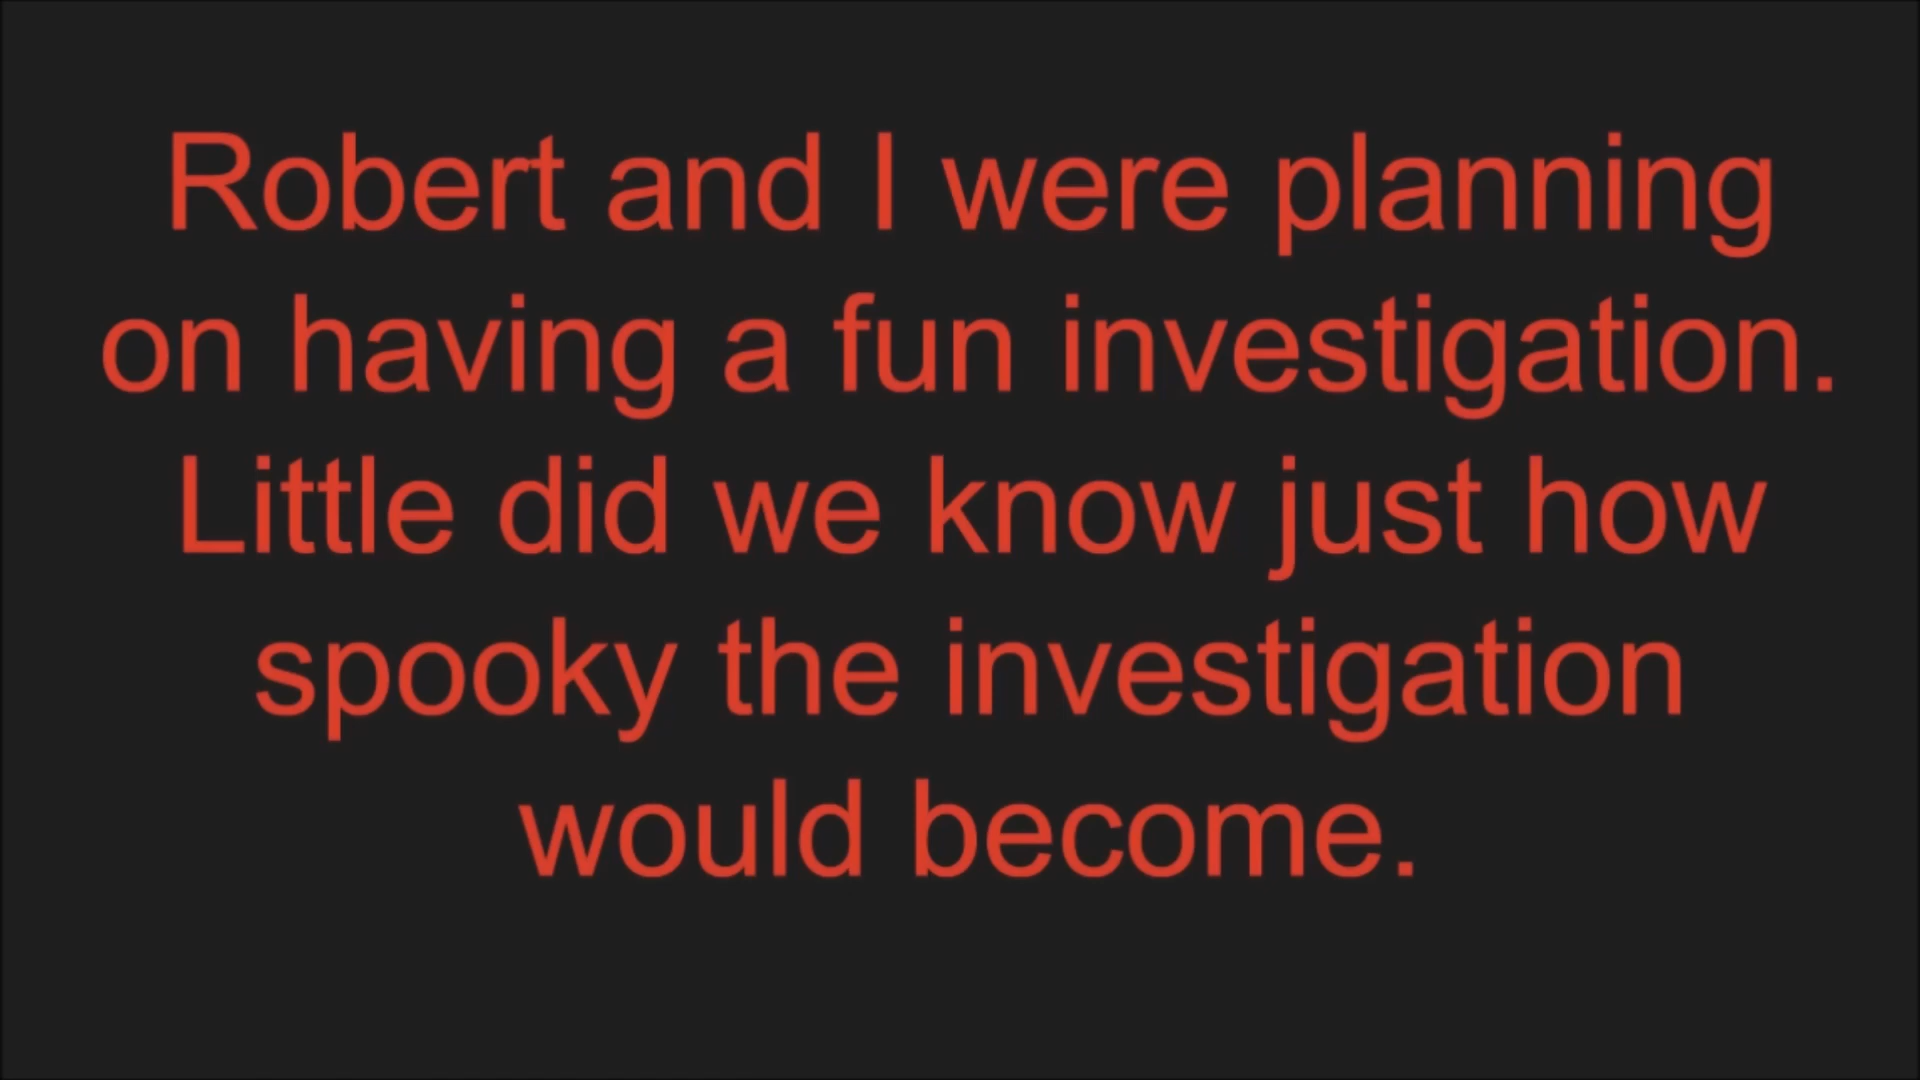 Robert and I were planning
on having a fun investigation.
Little did we know just how
spooky the investigation
would become.